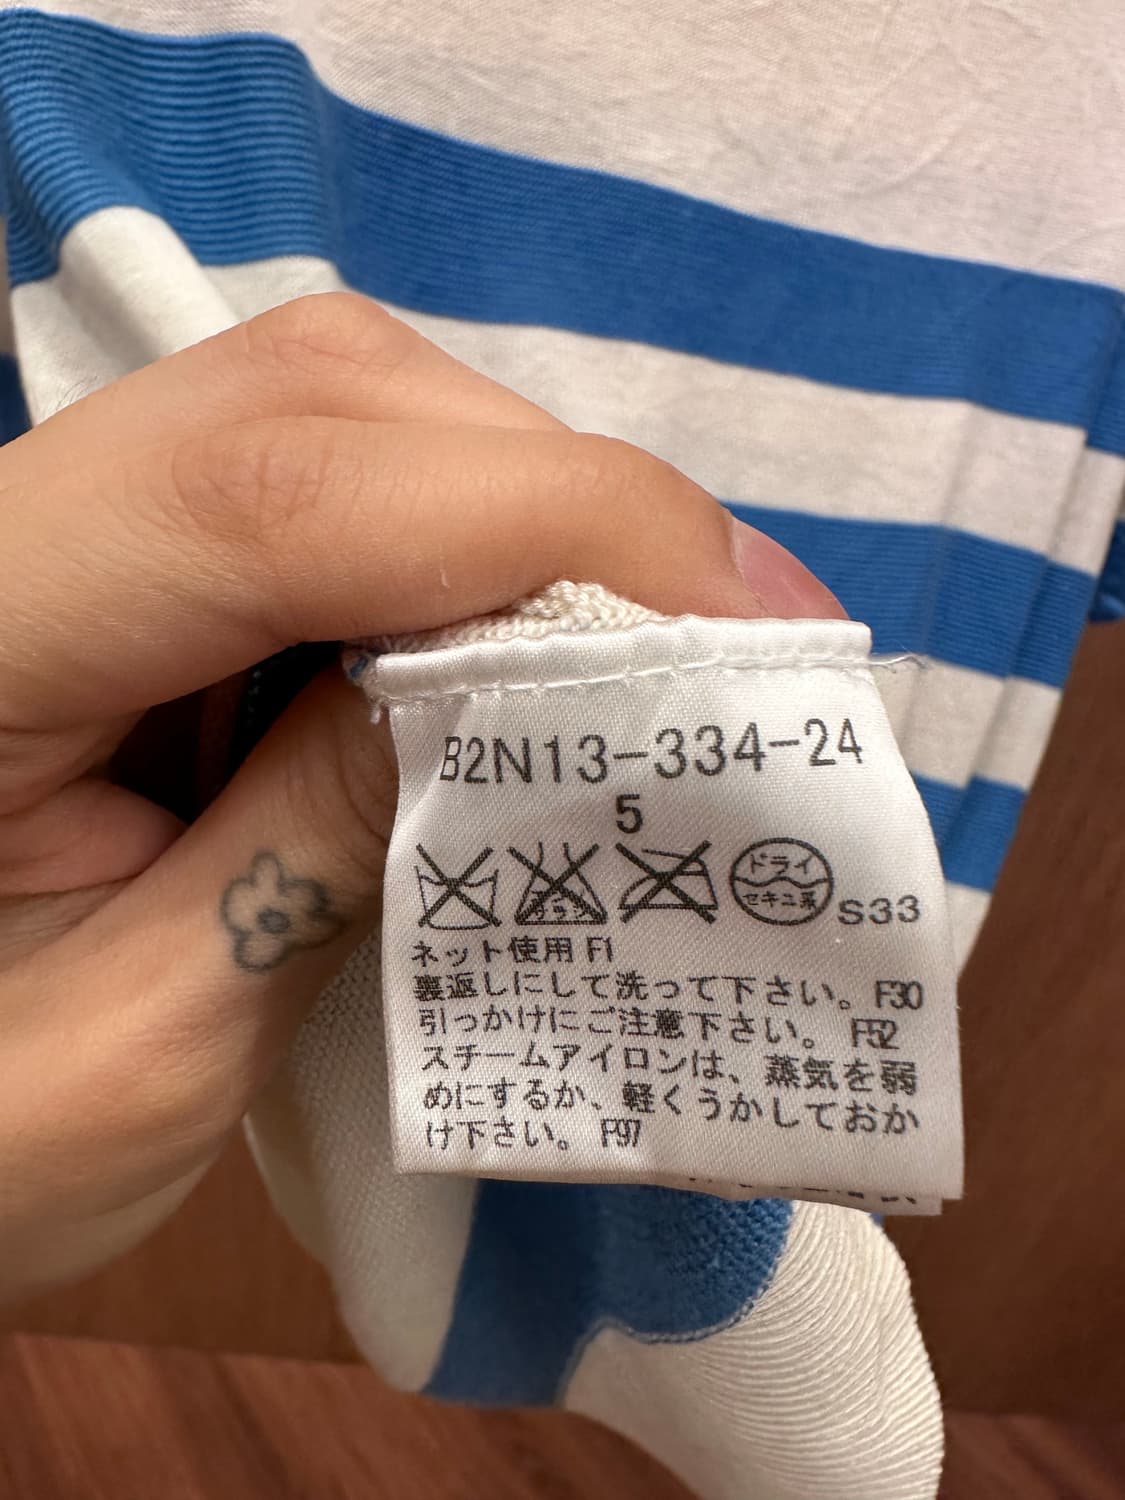 B2N13-334-24
5
ドライ
セキユ系
S33
ネット使用 F1
裏返しにして洗って下さい。 F30
引っかけにご注意下さい。 F52
スチームアイロンは、蒸気を弱
めにするか、軽くうかしておか
け下さい。 F97